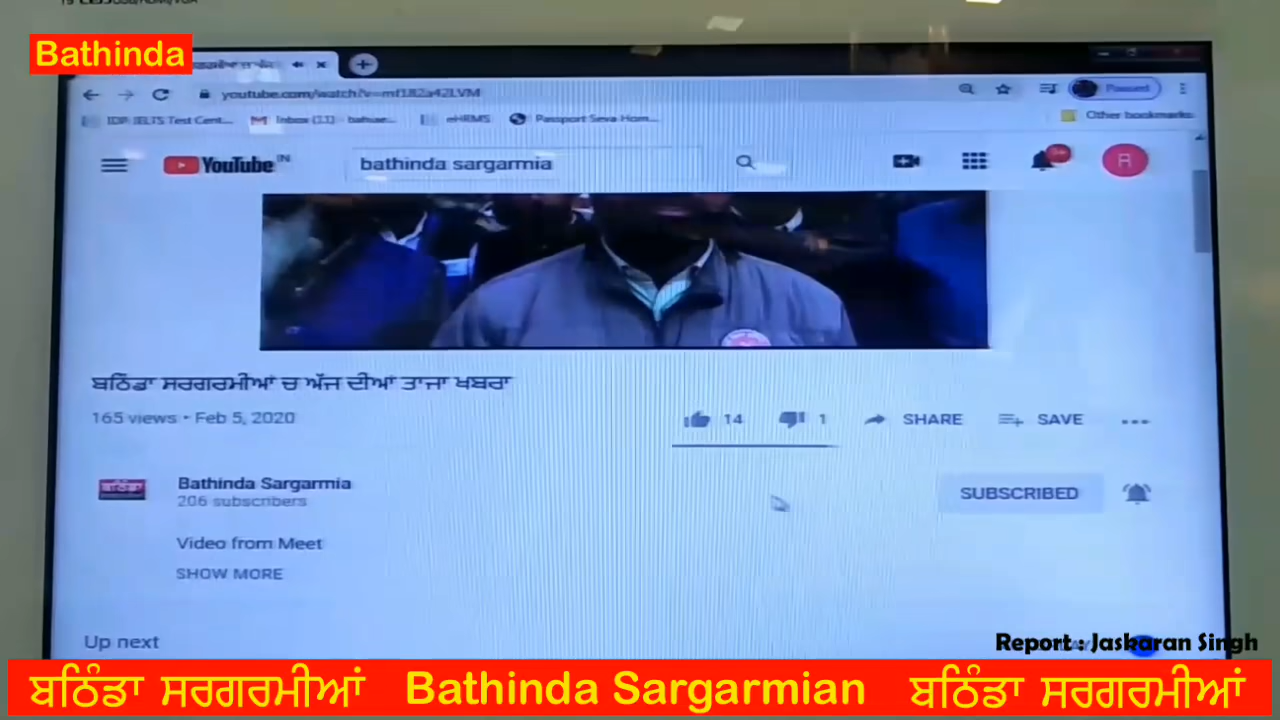 Bathinda
youtube.com/watch?v=mf182a42LVM
IDP IELTS Test Cent... Inbox (11) - eHRMS Passport Seva Hom... Other bookmarks
Paused
YouTube IN bathinda sargarmia R
ਬਠਿੰਡਾ ਸਰਗਰਮੀਆਂ ਚ ਅੱਜ ਦੀਆਂ ਤਾਜਾ ਖਬਰਾ
165 views • Feb 5, 2020 14 1 SHARE SAVE
Bathinda Sargarmia
206 subscribers
SUBSCRIBED
Video from Meet
SHOW MORE
Up next
Report : Jaskaran Singh
ਬਠਿੰਡਾ ਸਰਗਰਮੀਆਂ Bathinda Sargarmian ਬਠਿੰਡਾ ਸਰਗਰਮੀਆਂ